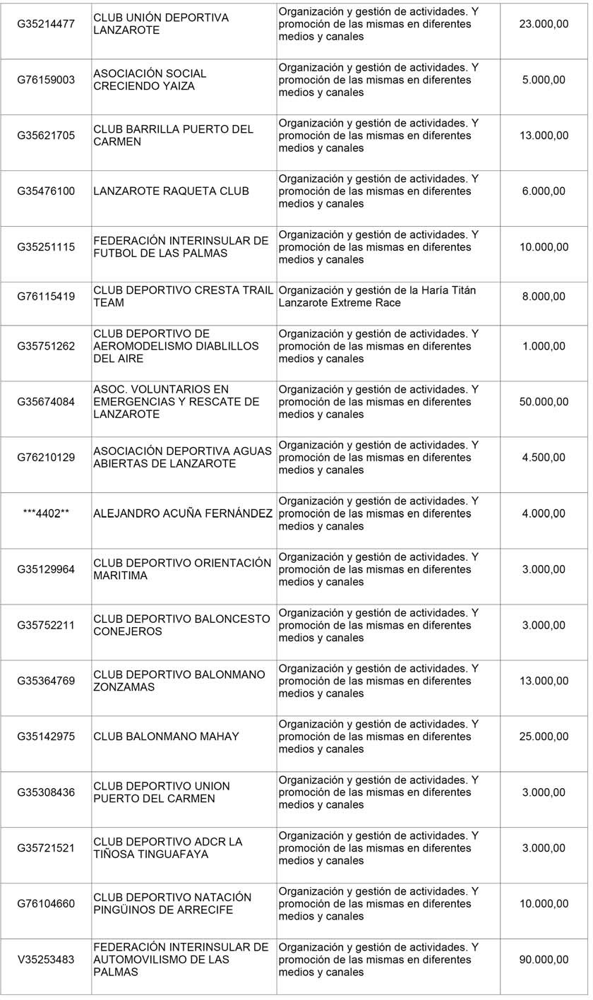 G35214477
CLUB UNIÓN DEPORTIVA
LANZAROTE
Organización y gestión de actividades. Y
promoción de las mismas en diferentes
medios y canales
23.000,00
G76159003
ASOCIACIÓN SOCIAL
CRECIENDO YAIZA
Organización y gestión de actividades. Y
promoción de las mismas en diferentes
medios y canales
5.000,00
G35621705
CLUB BARRILLA PUERTO DEL
CARMEN
Organización y gestión de actividades. Y
promoción de las mismas en diferentes
medios y canales
13.000,00
G35476100
LANZAROTE RAQUETA CLUB
Organización y gestión de actividades. Y
promoción de las mismas en diferentes
medios y canales
6.000,00
G35251115
FEDERACIÓN INTERINSULAR DE
FUTBOL DE LAS PALMAS
Organización y gestión de actividades. Y
promoción de las mismas en diferentes
medios y canales
10.000,00
G76115419
CLUB DEPORTIVO CRESTA TRAIL
TEAM
Organización y gestión de la Haría Titán
Lanzarote Extreme Race
8.000,00
G35751262
CLUB DEPORTIVO DE
AEROMODELISMO DIABLILLOS
DEL AIRE
Organización y gestión de actividades. Y
promoción de las mismas en diferentes
medios y canales
1.000,00
G35674084
ASOC. VOLUNTARIOS EN
EMERGENCIAS Y RESCATE DE
LANZAROTE
Organización y gestión de actividades. Y
promoción de las mismas en diferentes
medios y canales
50.000,00
G76210129
ASOCIACIÓN DEPORTIVA AGUAS
ABIERTAS DE LANZAROTE
Organización y gestión de actividades. Y
promoción de las mismas en diferentes
medios y canales
4.500,00
***4402**
ALEJANDRO ACUÑA FERNÁNDEZ
Organización y gestión de actividades. Y
promoción de las mismas en diferentes
medios y canales
4.000,00
G35129964
CLUB DEPORTIVO ORIENTACIÓN
MARITIMA
Organización y gestión de actividades. Y
promoción de las mismas en diferentes
medios y canales
3.000,00
G35752211
CLUB DEPORTIVO BALONCESTO
CONEJEROS
Organización y gestión de actividades. Y
promoción de las mismas en diferentes
medios y canales
3.000,00
G35364769
CLUB DEPORTIVO BALONMANO
ZONZAMAS
Organización y gestión de actividades. Y
promoción de las mismas en diferentes
medios y canales
13.000,00
G35142975
CLUB BALONMANO MAHAY
Organización y gestión de actividades. Y
promoción de las mismas en diferentes
medios y canales
25.000,00
G35308436
CLUB DEPORTIVO UNION
PUERTO DEL CARMEN
Organización y gestión de actividades. Y
promoción de las mismas en diferentes
medios y canales
3.000,00
G35721521
CLUB DEPORTIVO ADCR LA
TIÑOSA TINGUAFAYA
Organización y gestión de actividades. Y
promoción de las mismas en diferentes
medios y canales
3.000,00
G76104660
CLUB DEPORTIVO NATACIÓN
PINGÜINOS DE ARRECIFE
Organización y gestión de actividades. Y
promoción de las mismas en diferentes
medios y canales
10.000,00
V35253483
FEDERACIÓN INTERINSULAR DE
AUTOMOVILISMO DE LAS
PALMAS
Organización y gestión de actividades. Y
promoción de las mismas en diferentes
medios y canales
90.000,00